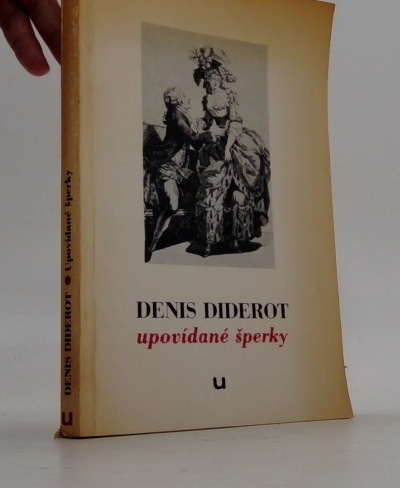 DENIS DIDEROT
upovídané šperky
u
u DENIS DIDEROT ● Upovídané šperky